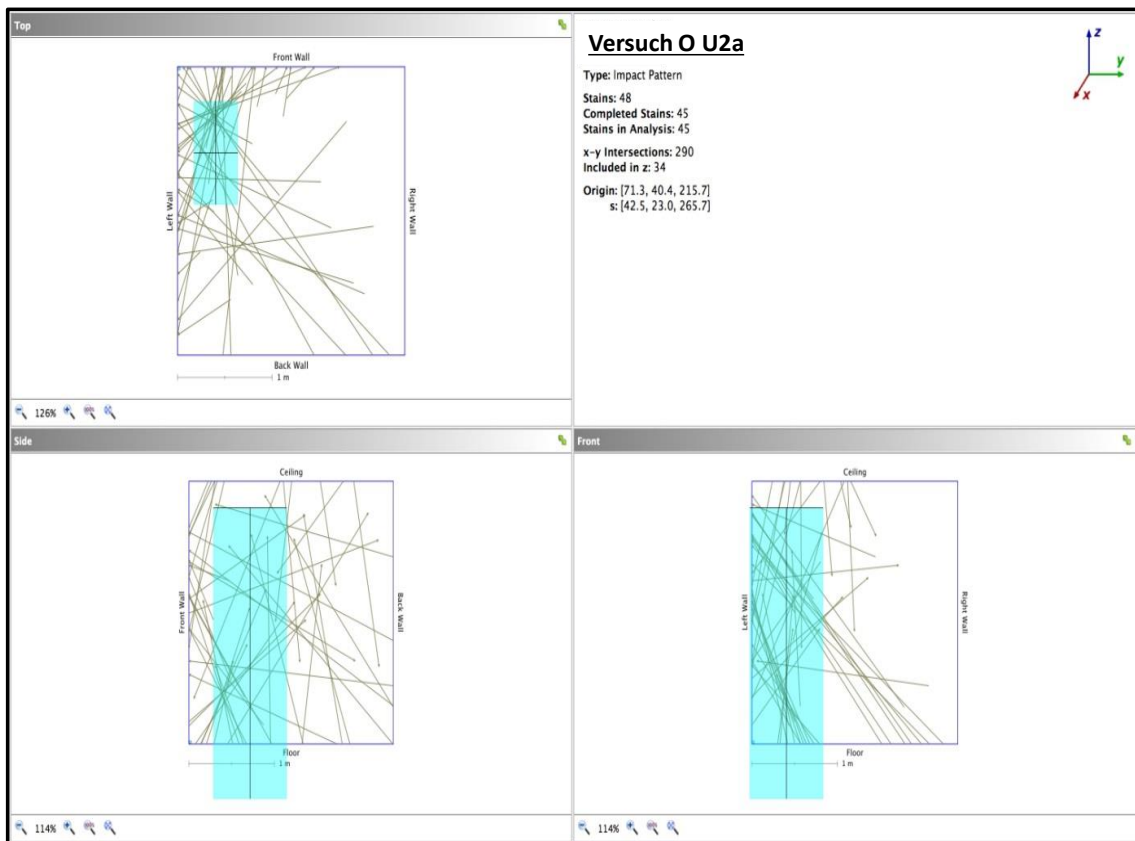 Top
Front Wall
Left Wall
Right Wall
Back Wall
1 m
126%
Versuch O U2a
Type: Impact Pattern
Stains: 48
Completed Stains: 45
Stains in Analysis: 45
x-y Intersections: 290
Included in z: 34
Origin: [71.3, 40.4, 215.7]
s: [42.5, 23.0, 265.7]
z
y
x
Side
Ceiling
Front Wall
Back Wall
Floor
1 m
114%
Front
Ceiling
Left Wall
Right Wall
Floor
1 m
114%